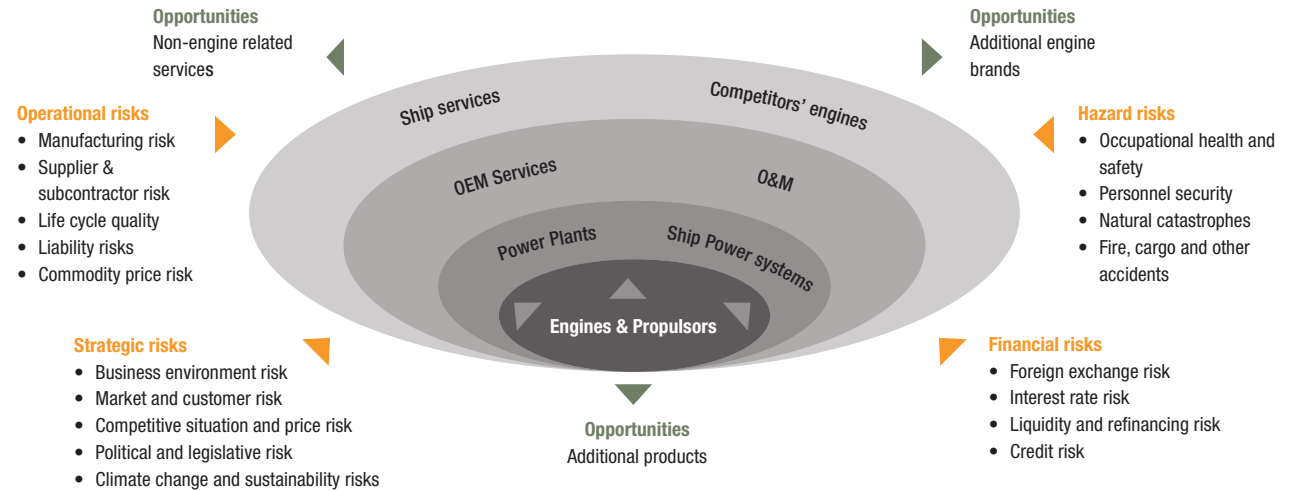 Opportunities
Non-engine related
services
Opportunities
Additional engine
brands
Operational risks
• Manufacturing risk
• Supplier &
subcontractor risk
• Life cycle quality
• Liability risks
• Commodity price risk
Ship services
Competitors’ engines
OEM Services
O&M
Power Plants
Ship Power systems
Engines & Propulsors
Hazard risks
• Occupational health and
safety
• Personnel security
• Natural catastrophes
• Fire, cargo and other
accidents
Strategic risks
• Business environment risk
• Market and customer risk
• Competitive situation and price risk
• Political and legislative risk
• Climate change and sustainability risks
Opportunities
Additional products
Financial risks
• Foreign exchange risk
• Interest rate risk
• Liquidity and refinancing risk
• Credit risk